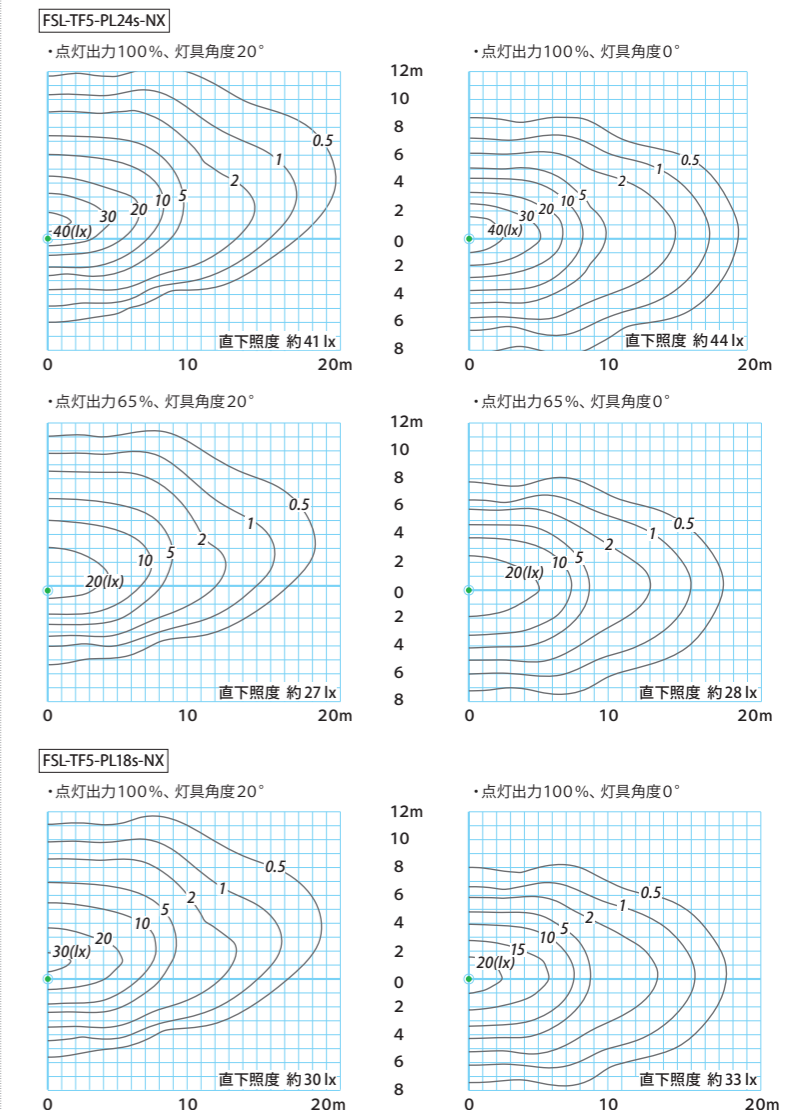 FSL-TF5-PL24s-NX
・点灯出力100%、灯具角度20°
0.5
1
2
5
10
20
30
40(lx)
直下照度 約41 lx
0 10 20m
12m
10
8
6
4
2
0
2
4
6
8
・点灯出力100%、灯具角度0°
0.5
1
2
5
10
20
30
40(lx)
直下照度 約44 lx
0 10 20m
・点灯出力65%、灯具角度20°
0.5
1
2
5
10
20(lx)
直下照度 約27 lx
0 10 20m
12m
10
8
6
4
2
0
2
4
6
8
・点灯出力65%、灯具角度0°
0.5
1
2
5
10
20(lx)
直下照度 約28 lx
0 10 20m
FSL-TF5-PL18s-NX
・点灯出力100%、灯具角度20°
0.5
1
2
5
10
20
30(lx)
直下照度 約30 lx
0 10 20m
12m
10
8
6
4
2
0
2
4
6
8
・点灯出力100%、灯具角度0°
0.5
1
2
5
10
15
20(lx)
直下照度 約33 lx
0 10 20m